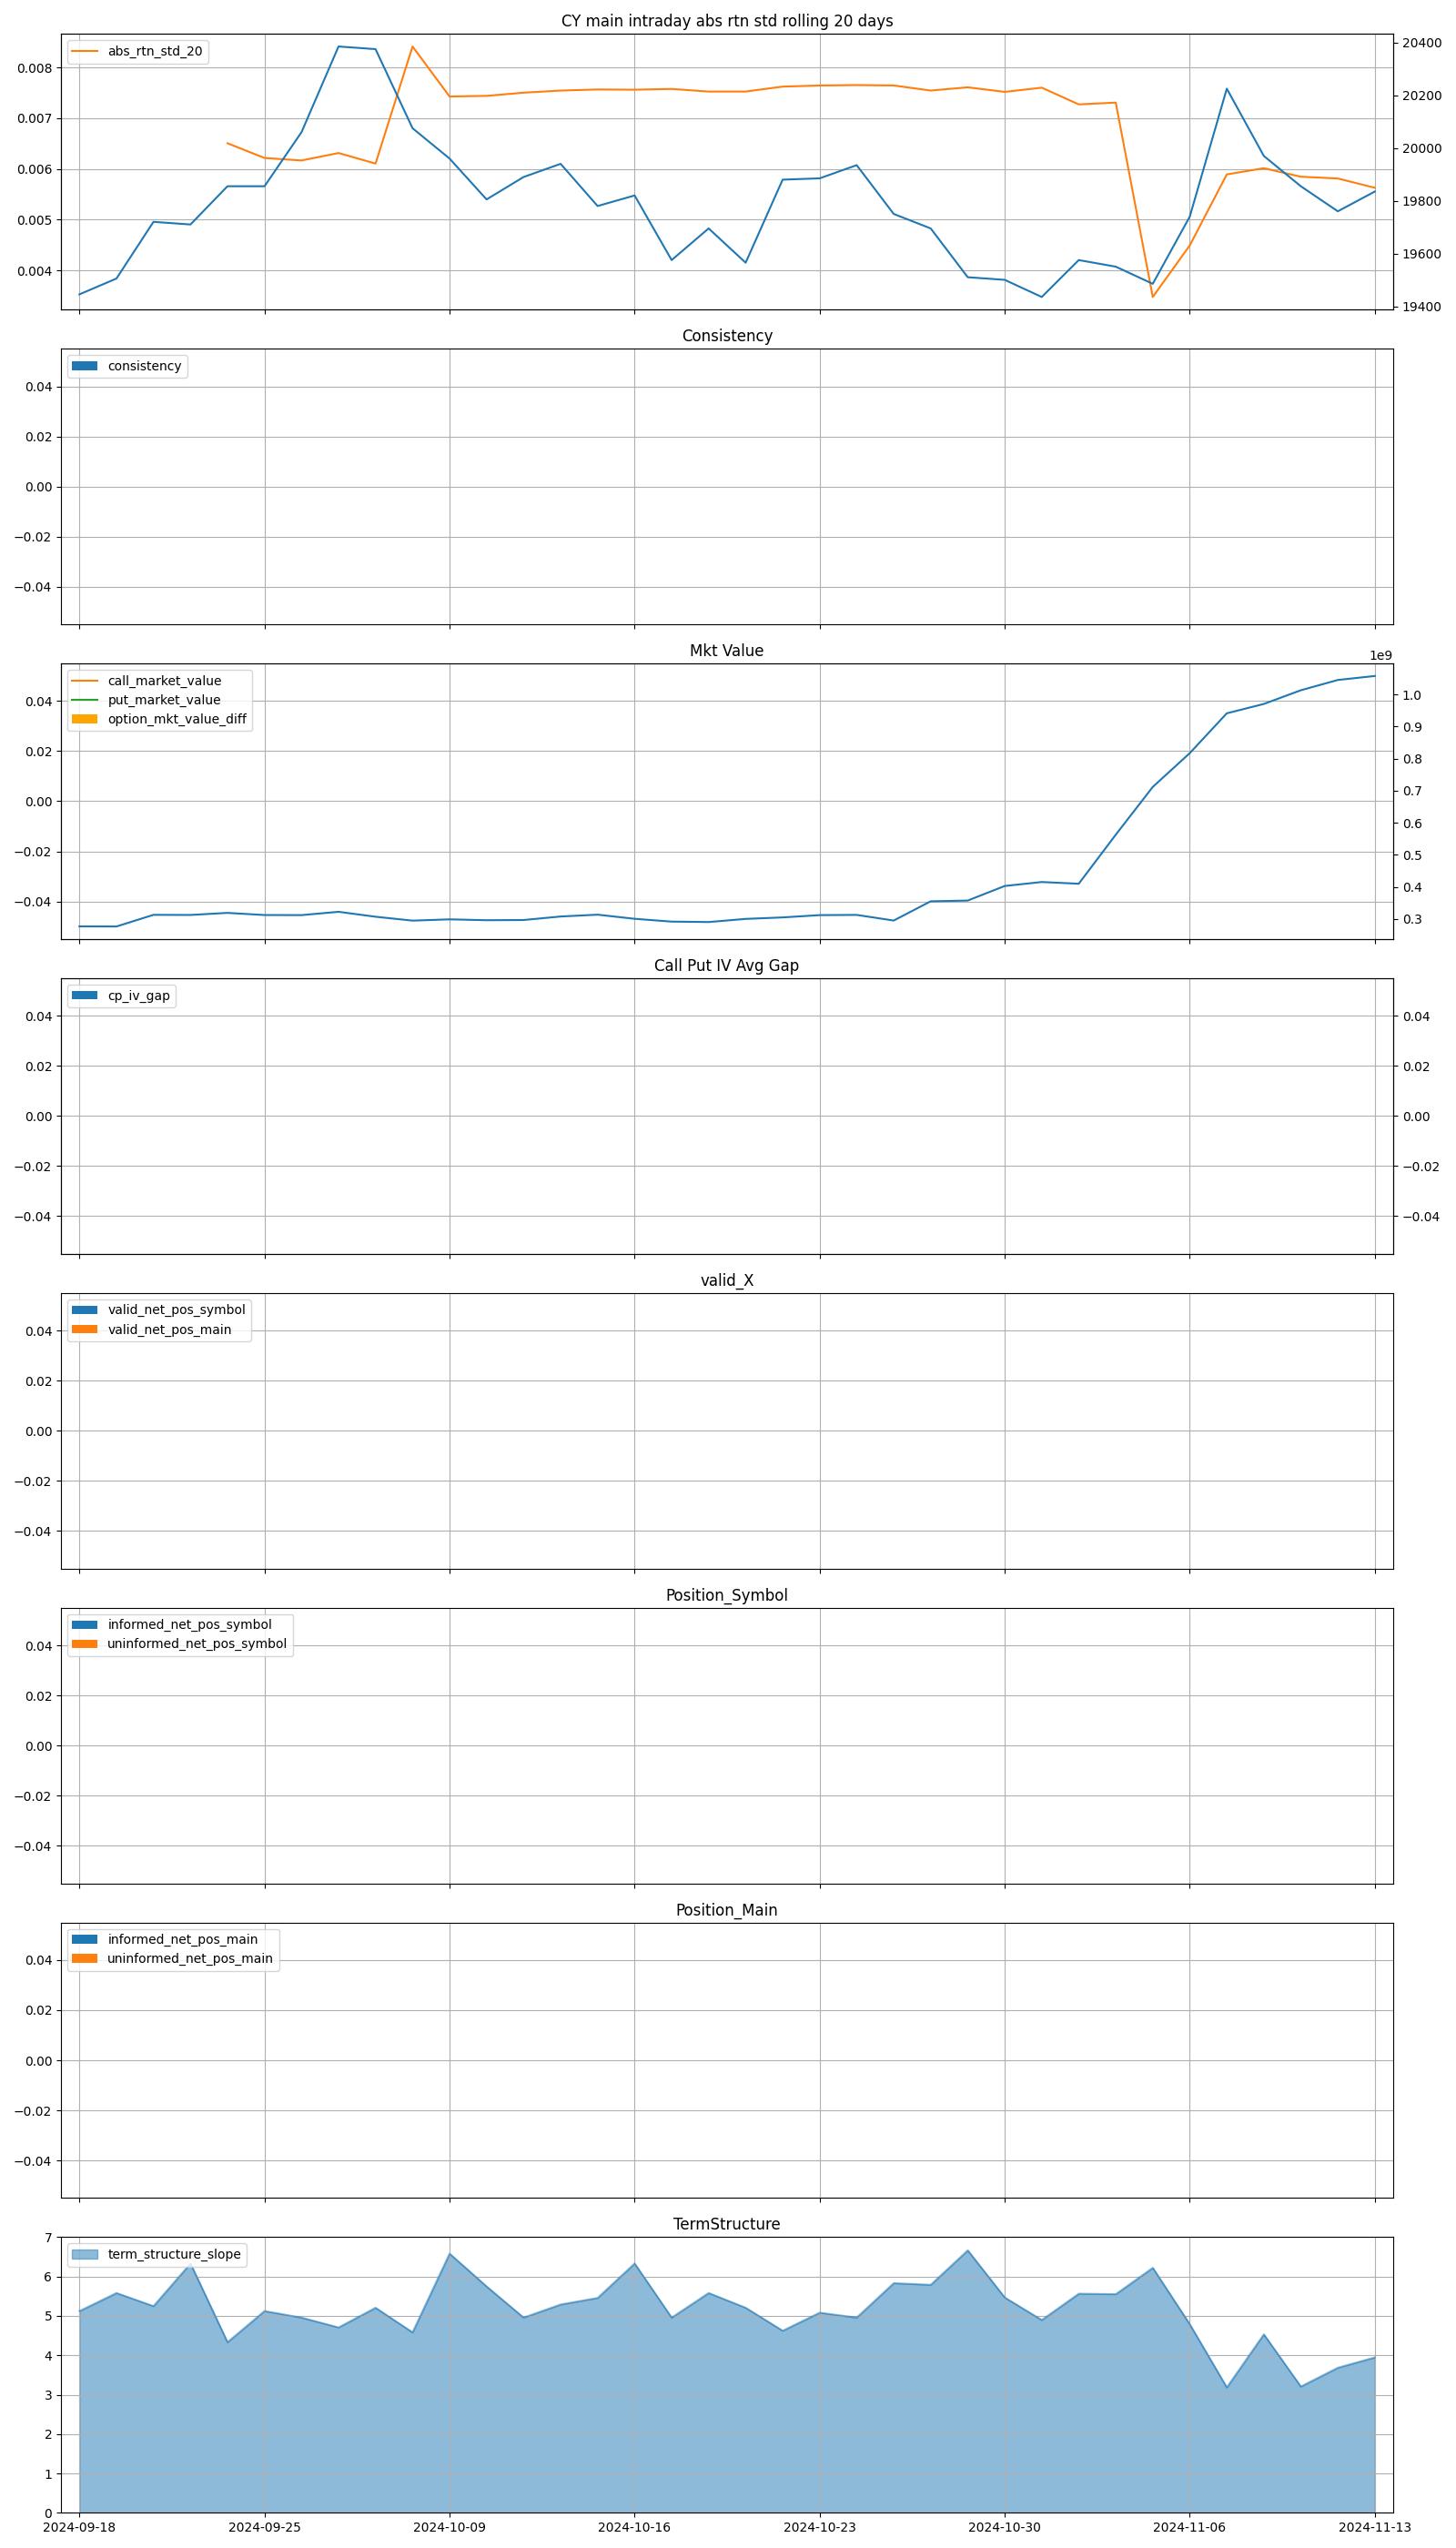 CY main intraday abs rtn std rolling 20 days
abs_rtn_std_20
0.008
0.007
0.006
0.005
0.004
20400
20200
20000
19800
19600
19400
Consistency
consistency
0.04
0.02
0.00
−0.02
−0.04
Mkt Value
1e9
call_market_value
put_market_value
option_mkt_value_diff
0.04
0.02
0.00
−0.02
−0.04
1.0
0.9
0.8
0.7
0.6
0.5
0.4
0.3
Call Put IV Avg Gap
cp_iv_gap
0.04
0.02
0.00
−0.02
−0.04
0.04
0.02
0.00
−0.02
−0.04
valid_X
valid_net_pos_symbol
valid_net_pos_main
0.04
0.02
0.00
−0.02
−0.04
Position_Symbol
informed_net_pos_symbol
uninformed_net_pos_symbol
0.04
0.02
0.00
−0.02
−0.04
Position_Main
informed_net_pos_main
uninformed_net_pos_main
0.04
0.02
0.00
−0.02
−0.04
TermStructure
term_structure_slope
7
6
5
4
3
2
1
0
2024-09-18 2024-09-25 2024-10-09 2024-10-16 2024-10-23 2024-10-30 2024-11-06 2024-11-13